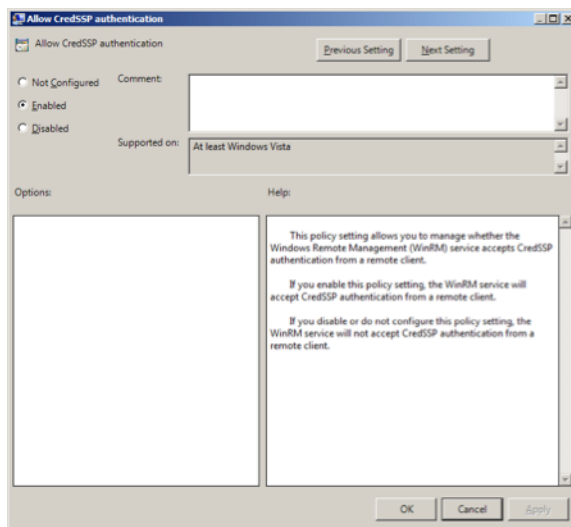 Allow CredSSP authentication
Allow CredSSP authentication
Previous Setting
Next Setting
Not Configured
Comment:
Enabled
Disabled
Supported on:
At least Windows Vista
Options:
Help:
This policy setting allows you to manage whether the
Windows Remote Management (WinRM) service accepts CredSSP
authentication from a remote client.
If you enable this policy setting, the WinRM service will
accept CredSSP authentication from a remote client.
If you disable or do not configure this policy setting, the
WinRM service will not accept CredSSP authentication from a
remote client.
OK
Cancel
Apply